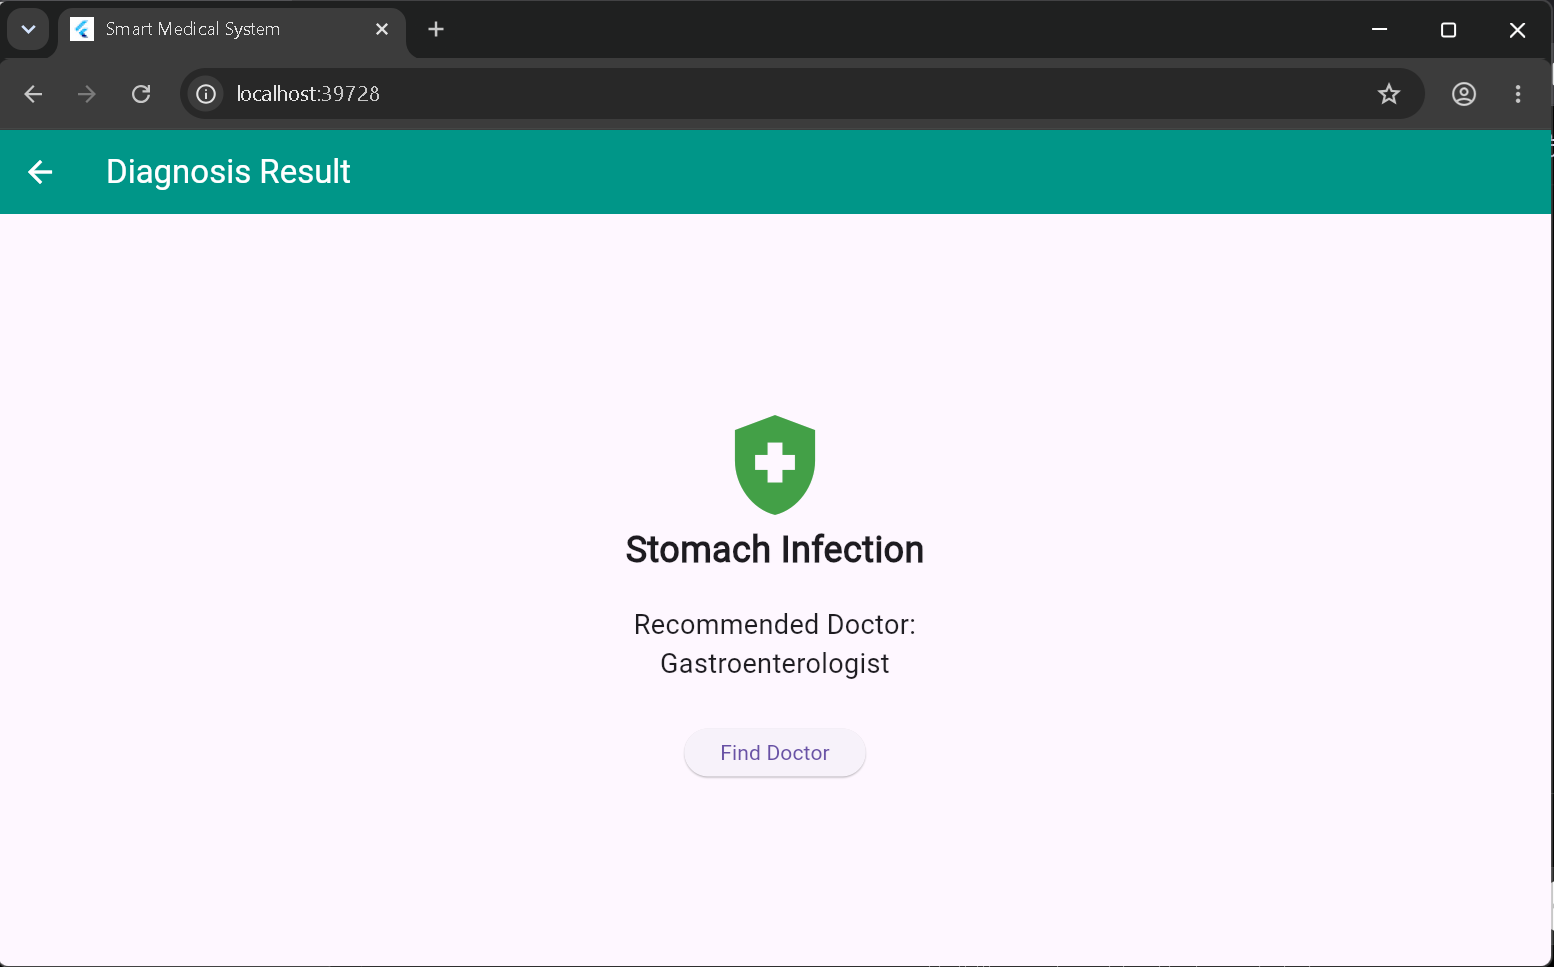 Smart Medical System
localhost:39728
Diagnosis Result
Stomach Infection
Recommended Doctor:
Gastroenterologist
Find Doctor